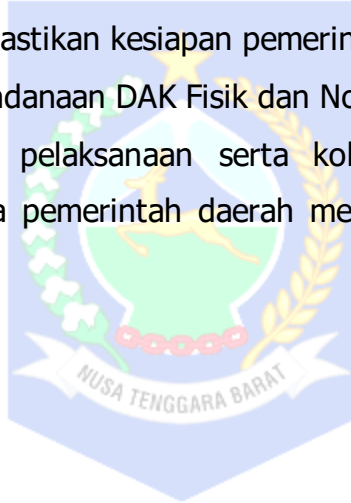 astikan kesiapan pemerin
danaan DAK Fisik dan No
pelaksanaan serta kol
a pemerintah daerah me
NUSA TENGGARA BARAT